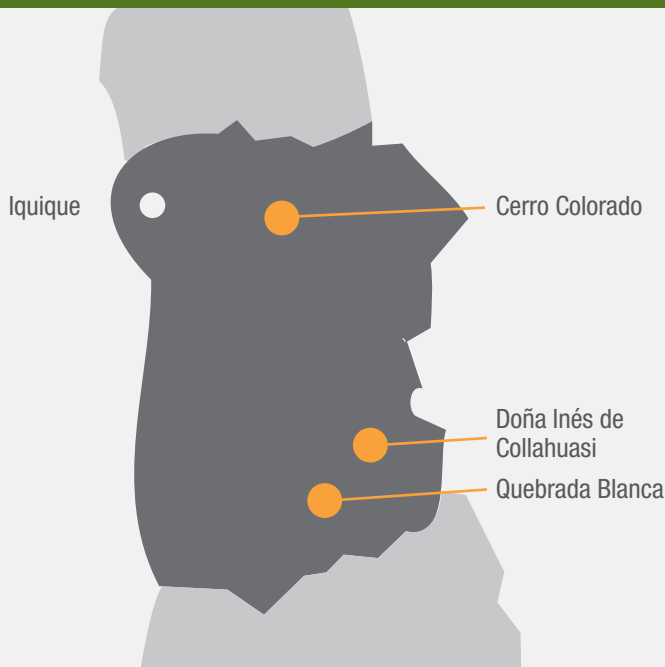 Iquique
Cerro Colorado
Doña Inés de
Collahuasi
Quebrada Blanca